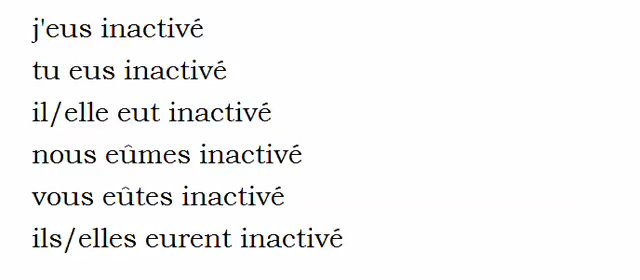 j'eus inactivé
tu eus inactivé
il/elle eut inactivé
nous eûmes inactivé
vous eûtes inactivé
ils/elles eurent inactivé